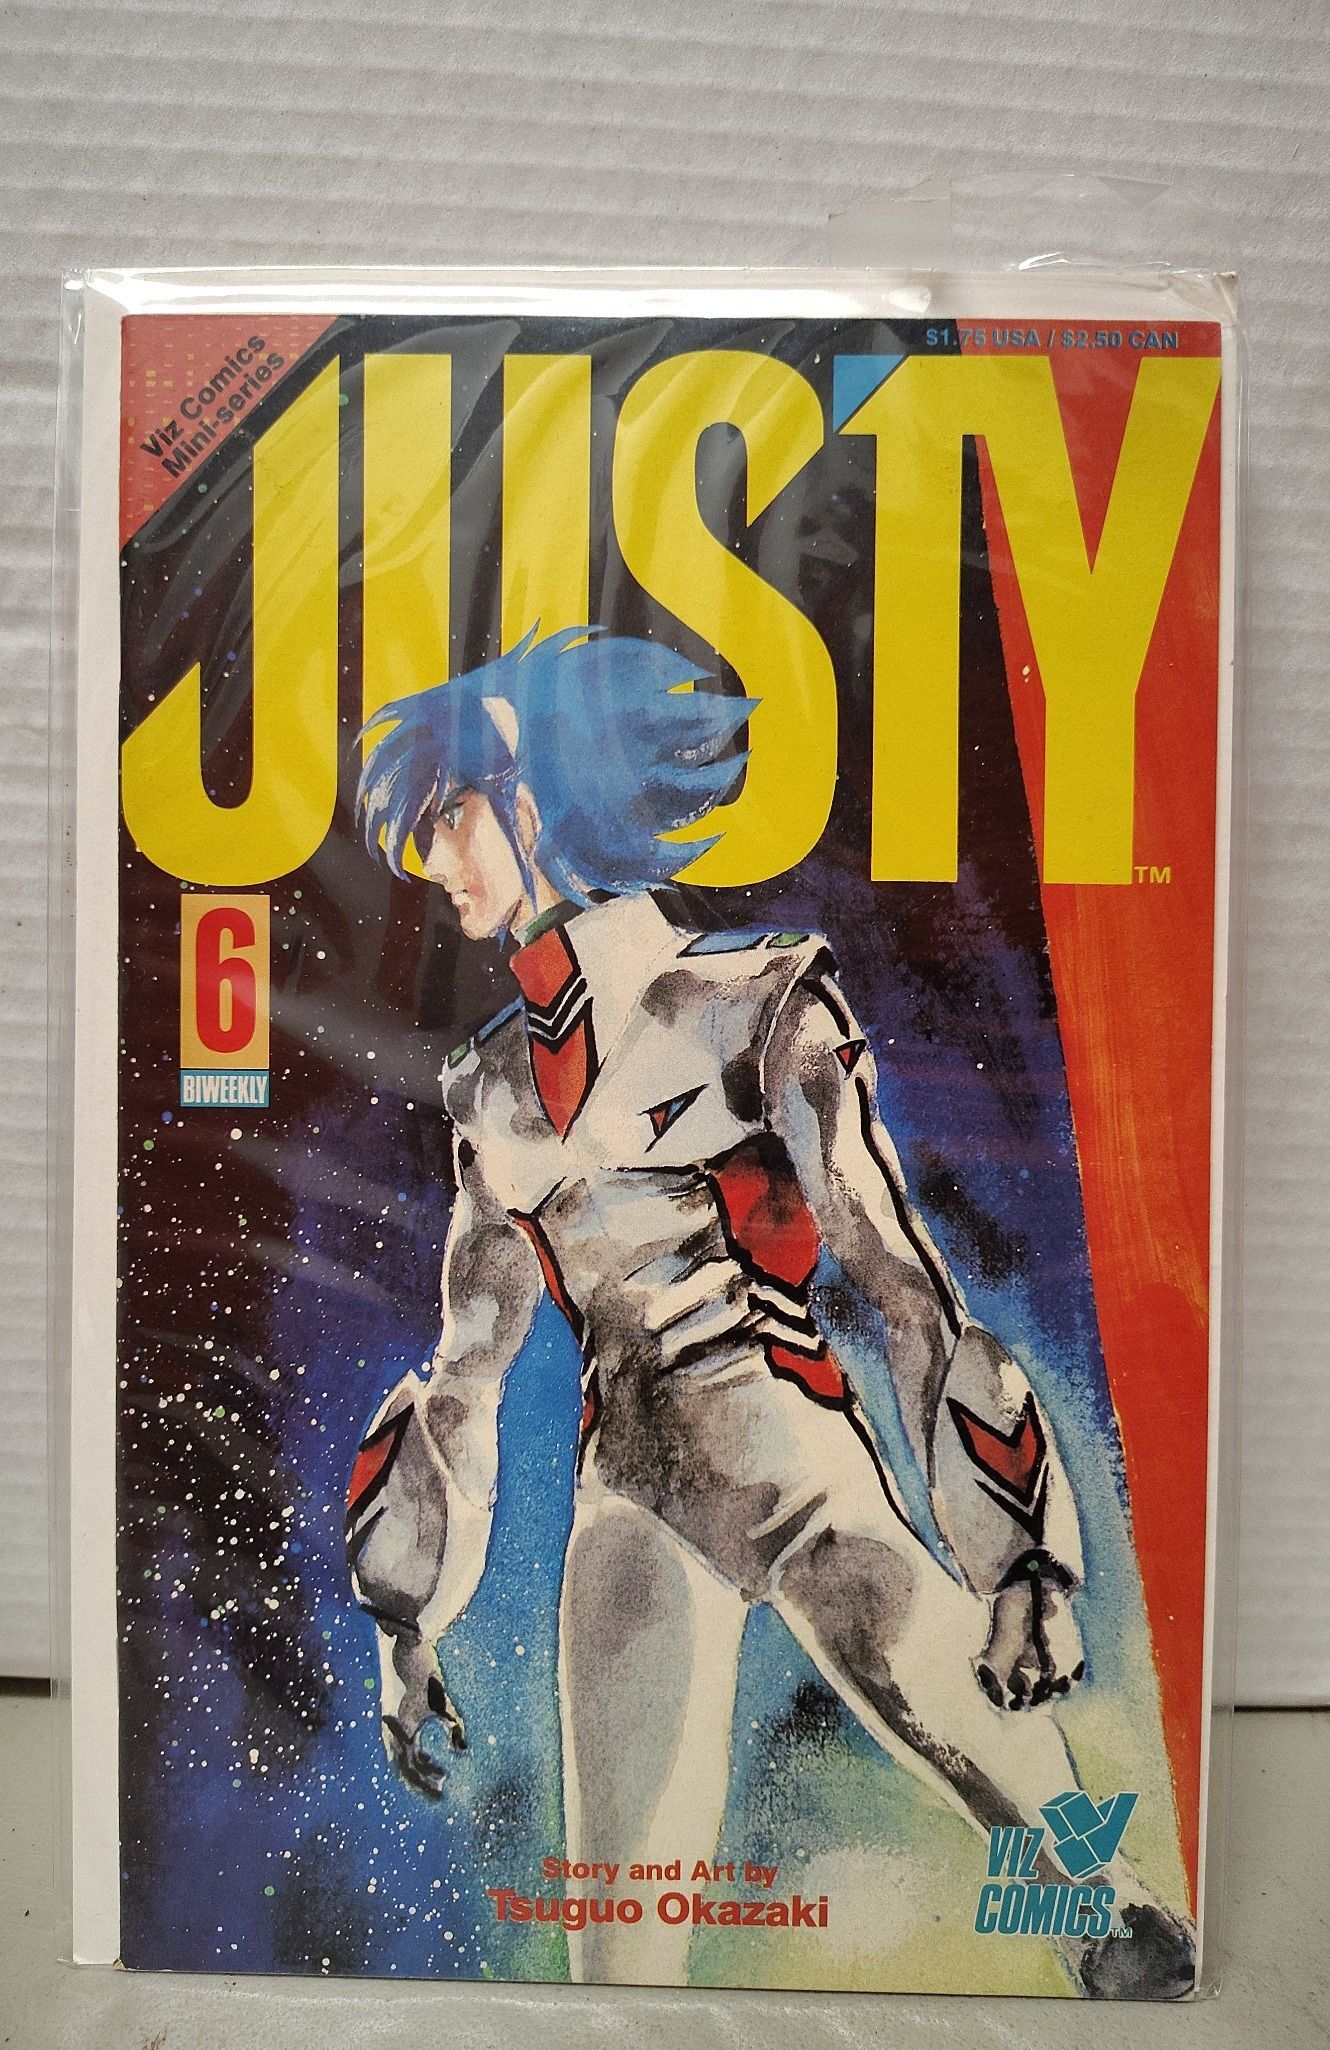 $1.75 USA / $2.50 CAN
Viz Comics
Mini-series
JUSTY
TM
6
BIWEEKLY
Story and Art by
Tsuguo Okazaki
VIZ
COMICS
TM